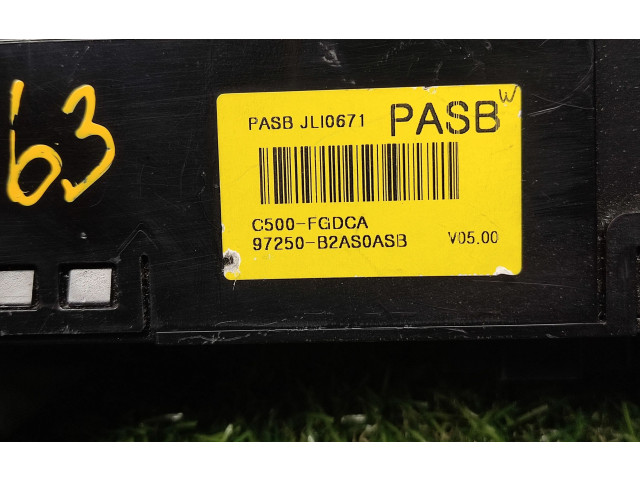 63
W
PASB JLI0671 PASB
C500-FGDCA
97250-B2AS0ASB V05.00